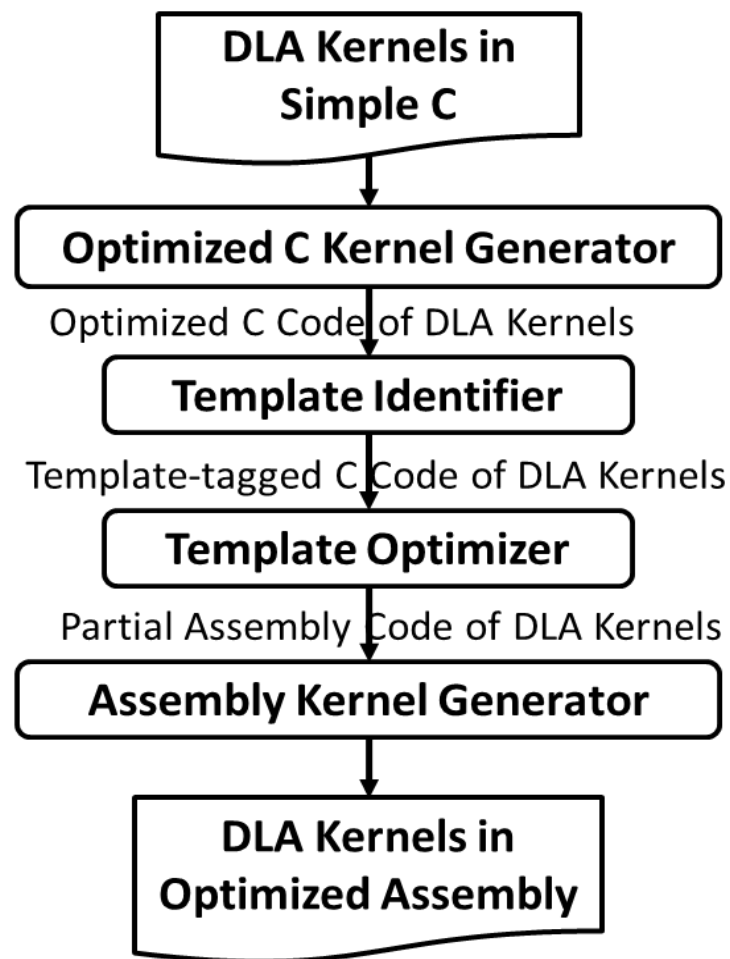 DLA Kernels in
Simple C
Optimized C Kernel Generator
Optimized C Code of DLA Kernels
Template Identifier
Template-tagged C Code of DLA Kernels
Template Optimizer
Partial Assembly Code of DLA Kernels
Assembly Kernel Generator
DLA Kernels in
Optimized Assembly